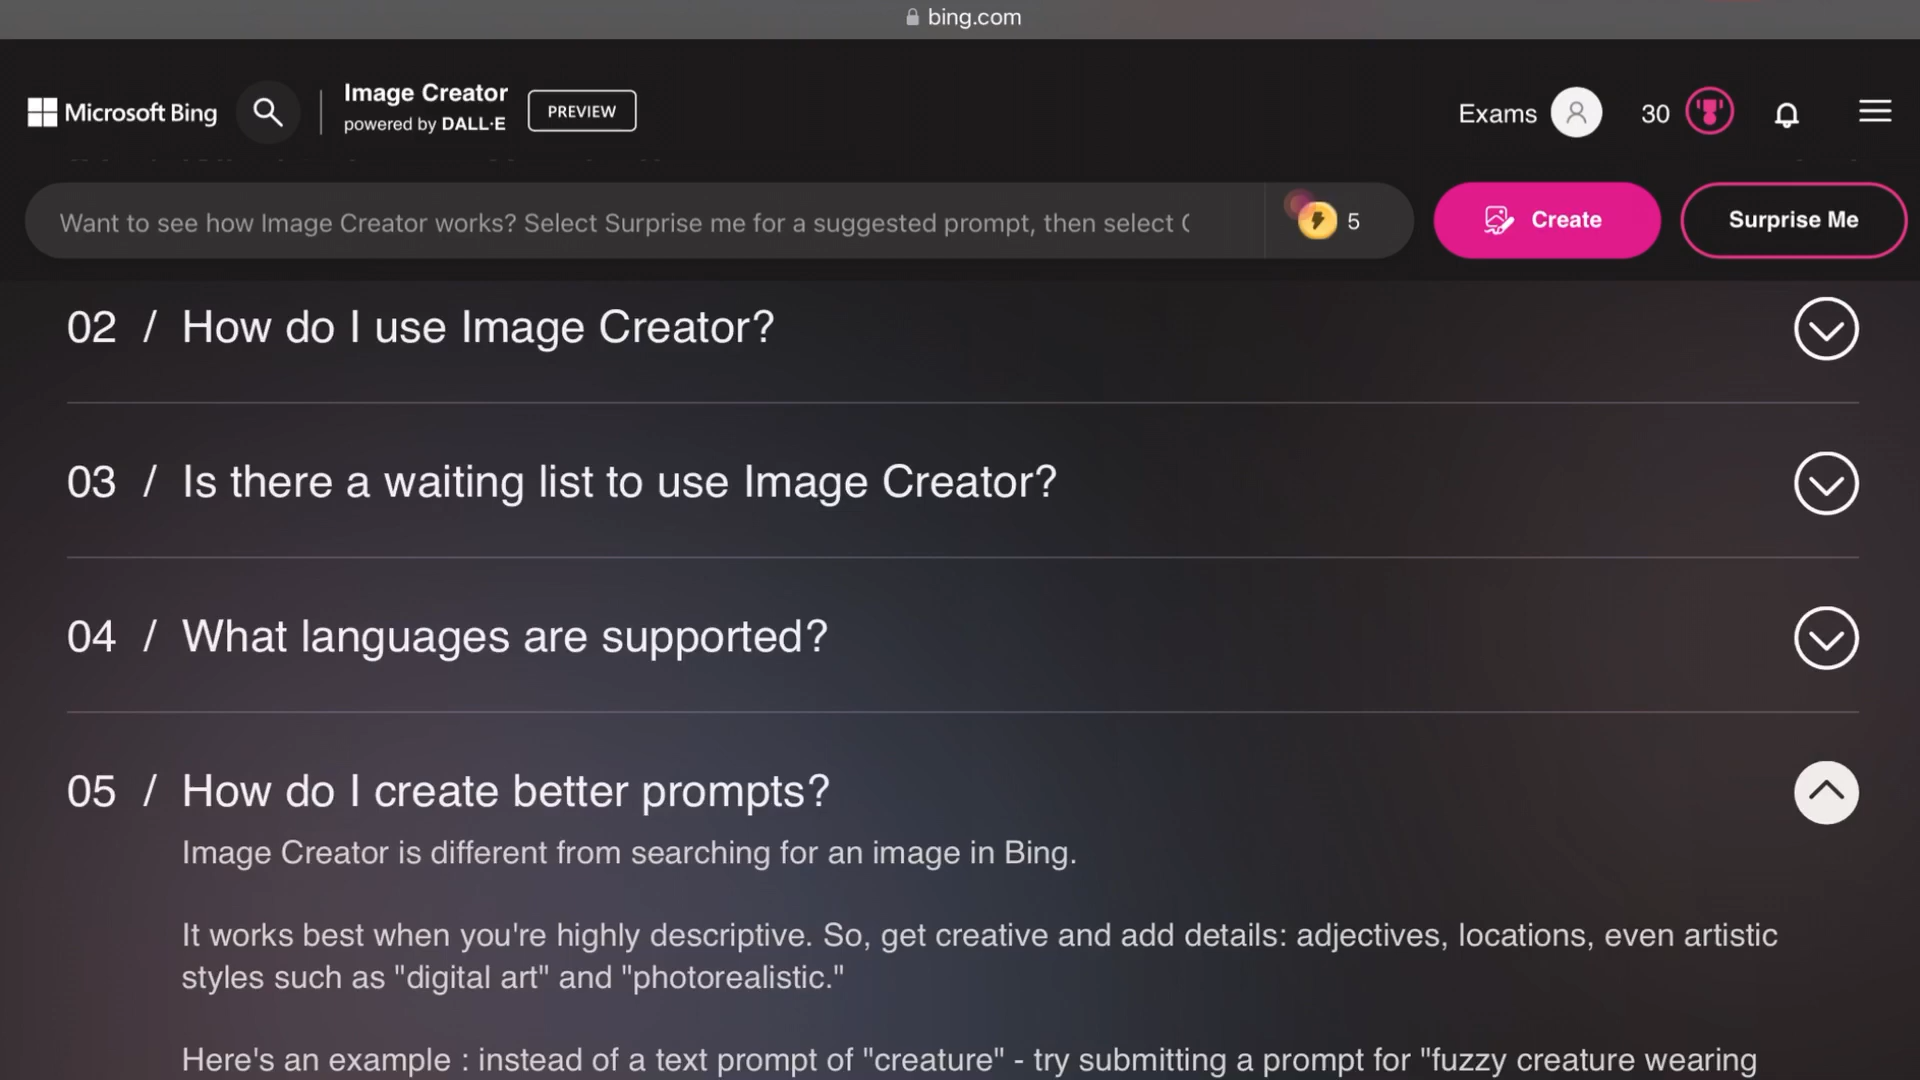 bing.com
Microsoft Bing
Image Creator
powered by DALL·E
PREVIEW
Exams
30
Want to see how Image Creator works? Select Surprise me for a suggested prompt, then select
5
Create
Surprise Me
02 / How do I use Image Creator?
03 / Is there a waiting list to use Image Creator?
04 / What languages are supported?
05 / How do I create better prompts?
Image Creator is different from searching for an image in Bing.
It works best when you're highly descriptive. So, get creative and add details: adjectives, locations, even artistic
styles such as "digital art" and "photorealistic."
Here's an example : instead of a text prompt of "creature" - try submitting a prompt for "fuzzy creature wearing